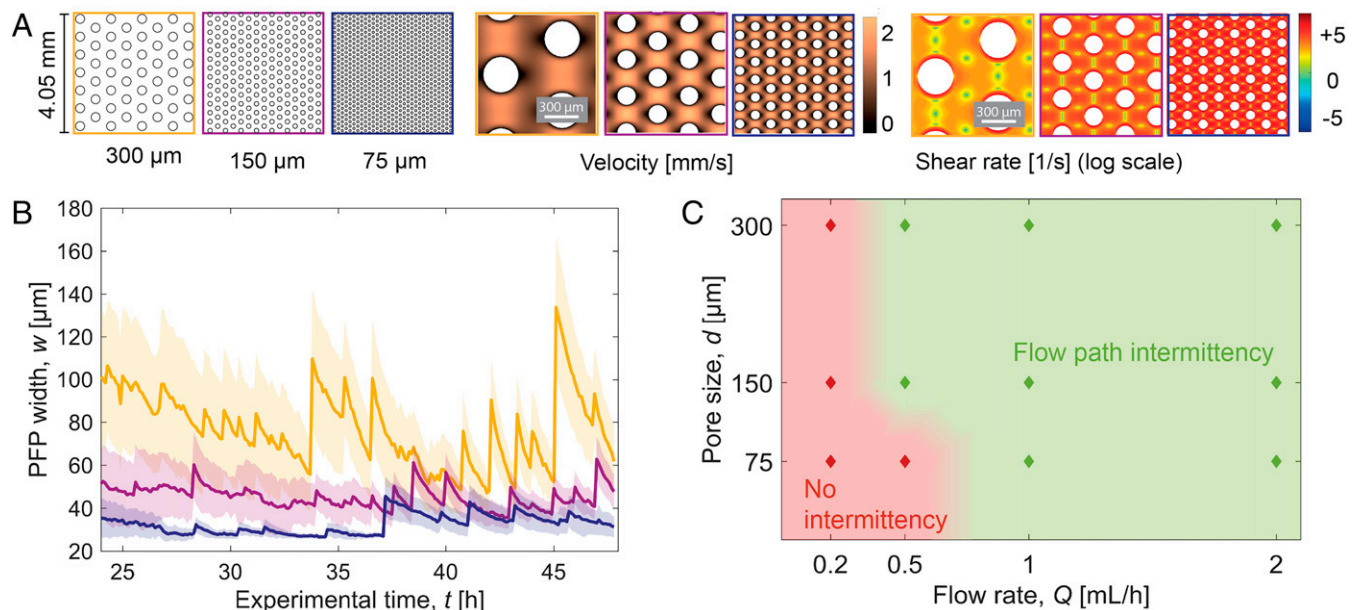 A
4.05 mm
300 µm
150 µm
75 µm
300 µm
2
1
0
Velocity [mm/s]
300 µm
+5
0
-5
Shear rate [1/s] (log scale)
B
PFP width, w [µm]
180
160
140
120
100
80
60
40
20
25
30
35
40
45
Experimental time, t [h]
C
Pore size, d [µm]
300
150
75
Flow path intermittency
No
intermittency
0.2
0.5
1
2
Flow rate, Q [mL/h]